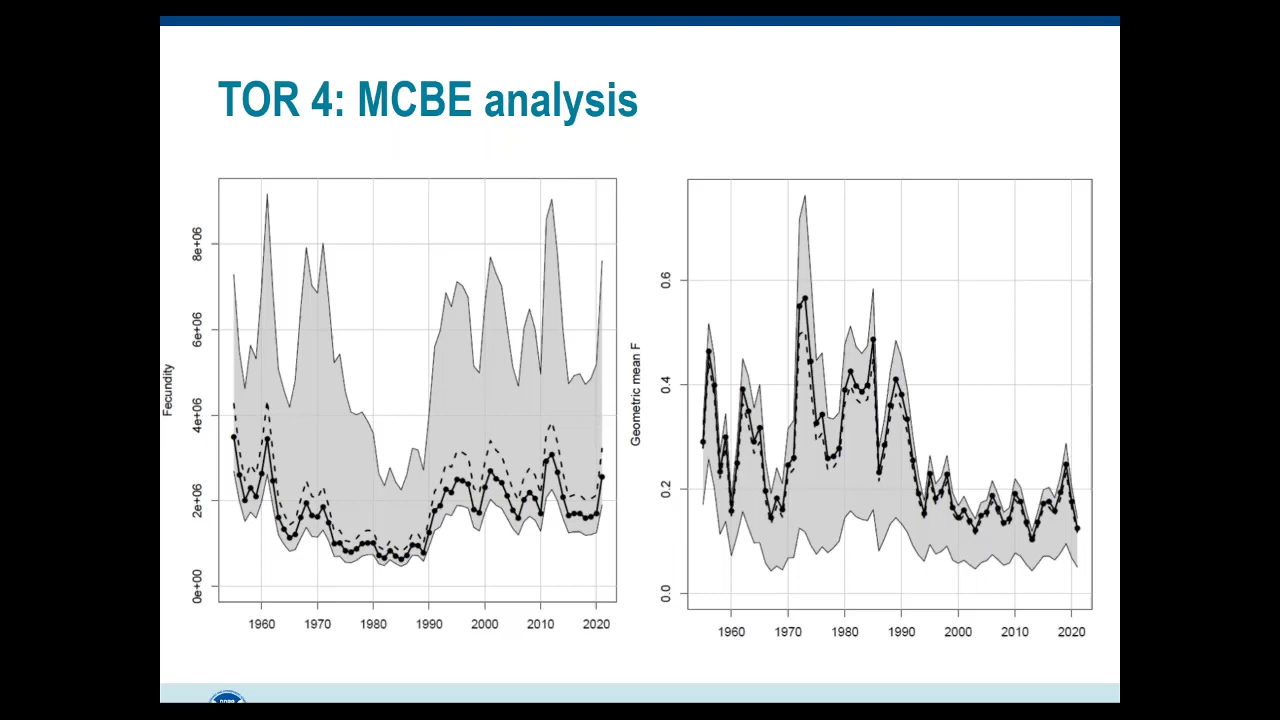 TOR 4: MCBE analysis
Fecundity
8e+06
6e+06
4e+06
2e+06
0e+00
1960 1970 1980 1990 2000 2010 2020
Geometric mean F
0.6
0.4
0.2
0.0
1960 1970 1980 1990 2000 2010 2020